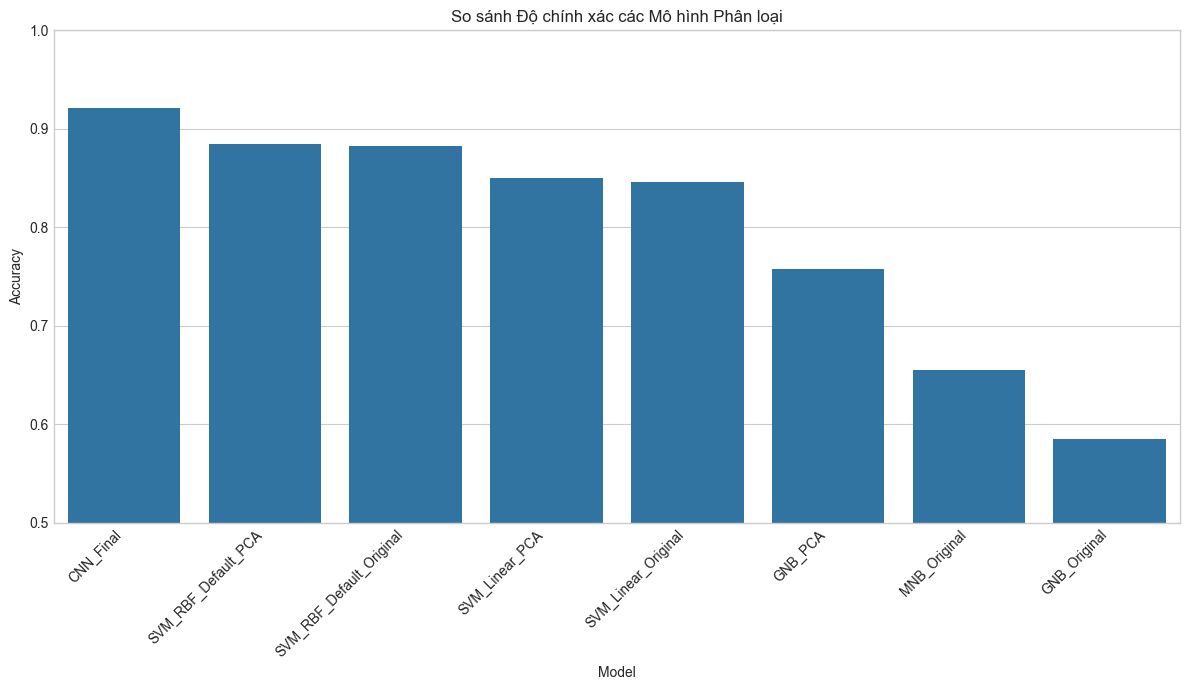 So sánh Độ chính xác các Mô hình Phân loại
Accuracy
1.0
0.9
0.8
0.7
0.6
0.5
CNN_Final
SVM_RBF_Default_PCA
SVM_RBF_Default_Original
SVM_Linear_PCA
SVM_Linear_Original
GNB_PCA
MNB_Original
GNB_Original
Model